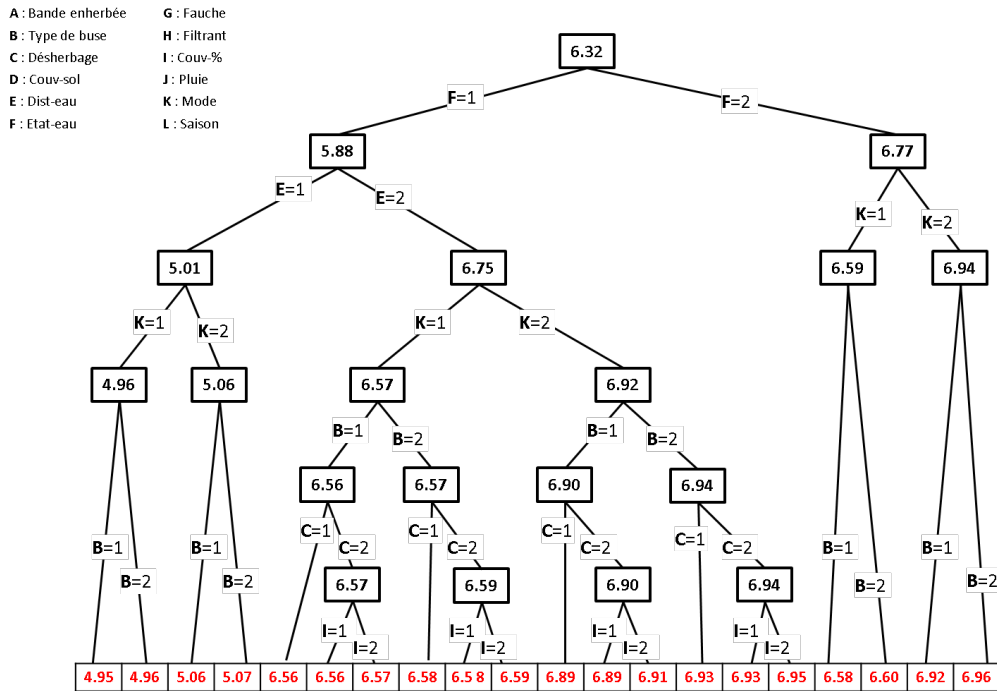 A : Bande enherbée G : Fauche
B : Type de buse H : Filtrant
C : Désherbage I : Couv-%
D : Couv-sol J : Pluie
E : Dist-eau K : Mode
F : Etat-eau L : Saison
6.32
F=1 F=2
5.88 6.77
E=1 E=2 K=1 K=2
5.01 6.75 6.59 6.94
K=1 K=2 K=1 K=2
4.96 5.06 6.57 6.92
B=1 B=2 B=1 B=2
6.56 6.57 6.90 6.94
C=1 C=2 C=1 C=2 C=1 C=2 C=1 C=2
B=1 B=1 B=1 B=1
6.57 6.59 6.90 6.94
B=2 B=2 B=2 B=2
I=1 I=2 I=1 I=2 I=1 I=2 I=1 I=2
4.95 4.96 5.06 5.07 6.56 6.56 6.57 6.58 6.5 8 6.59 6.89 6.89 6.91 6.93 6.93 6.95 6.58 6.60 6.92 6.96